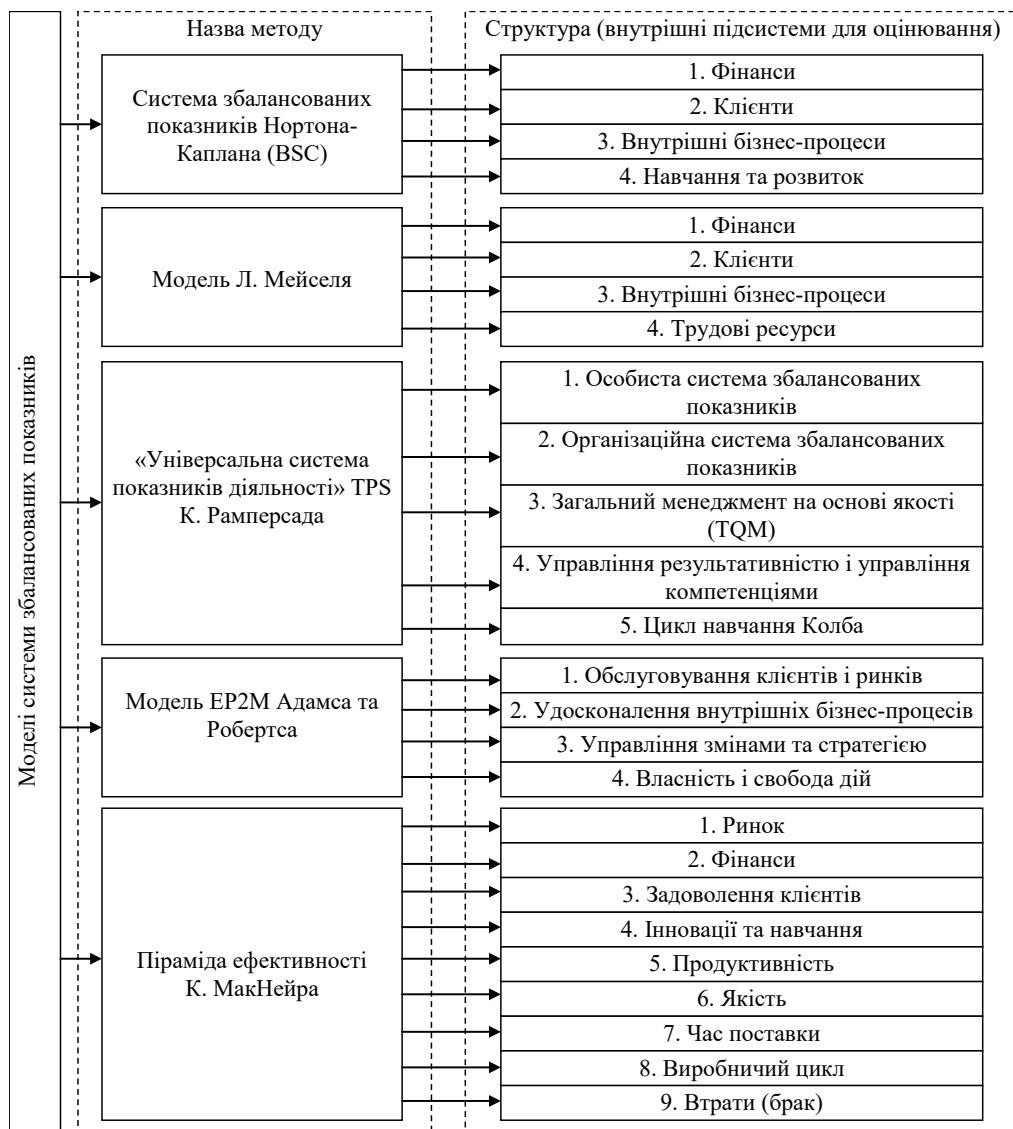 Моделі системи збалансованих показників
Назва методу
Структура (внутрішні підсистеми для оцінювання)
Система збалансованих
показників Нортона-
Каплана (BSC)
1. Фінанси
2. Клієнти
3. Внутрішні бізнес-процеси
4. Навчання та розвиток
Модель Л. Мейселя
1. Фінанси
2. Клієнти
3. Внутрішні бізнес-процеси
4. Трудові ресурси
«Універсальна система
показників діяльності» TPS
К. Рамперсада
1. Особиста система збалансованих
показників
2. Організаційна система збалансованих
показників
3. Загальний менеджмент на основі якості
(TQM)
4. Управління результативністю і управління
компетенціями
5. Цикл навчання Колба
Модель EP2M Адамса та
Робертса
1. Обслуговування клієнтів і ринків
2. Удосконалення внутрішніх бізнес-процесів
3. Управління змінами та стратегією
4. Власність і свобода дій
Піраміда ефективності
К. МакНейра
1. Ринок
2. Фінанси
3. Задоволення клієнтів
4. Інновації та навчання
5. Продуктивність
6. Якість
7. Час поставки
8. Виробничий цикл
9. Втрати (брак)